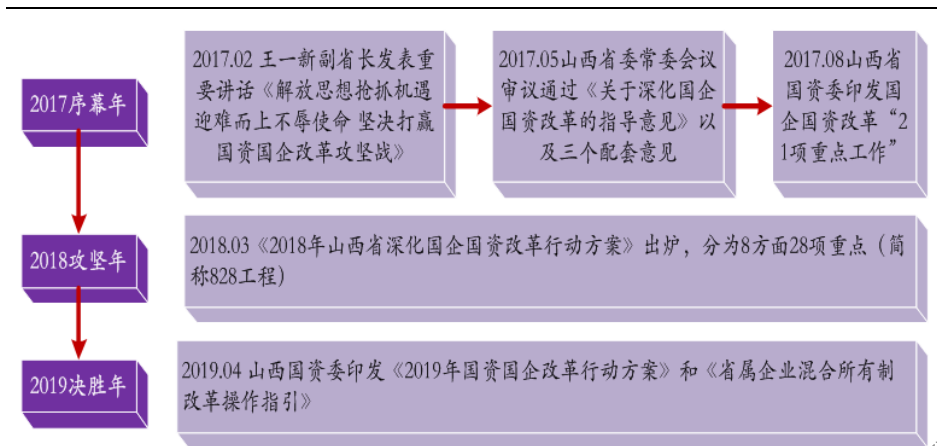 2017序幕年
2017.02 王一新副省长发表重
要讲话《解放思想抢抓机遇
迎难而上不辱使命 坚决打赢
国资国企改革攻坚战》
2017.05山西省委常委会议
审议通过《关于深化国企
国资改革的指导意见》以
及三个配套意见
2017.08山西省
国资委印发国
企国资改革“2
1项重点工作”
2018攻坚年
2018.03《2018年山西省深化国企国资改革行动方案》出炉，分为8方面28项重点（简
称828工程）
2019决胜年
2019.04 山西国资委印发《2019年国资国企改革行动方案》和《省属企业混合所有制
改革操作指引》